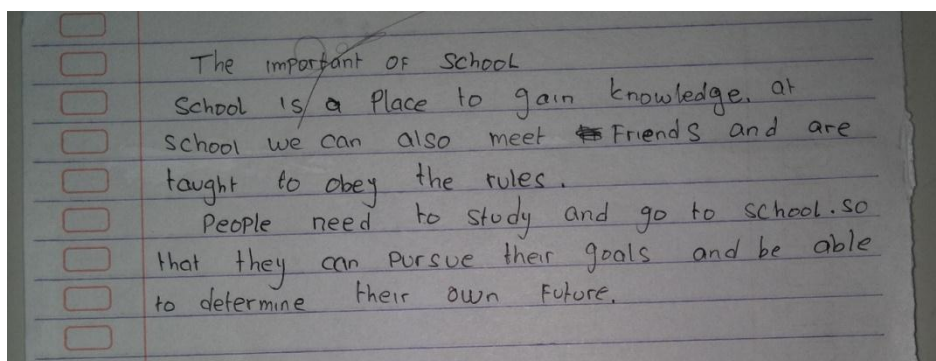 The important of school
School is a place to gain knowledge. at
school we can also meet Friends and are
taught to obey the rules.
People need to study and go to school. so
that they can pursue their goals and be able
to determine their own Future.